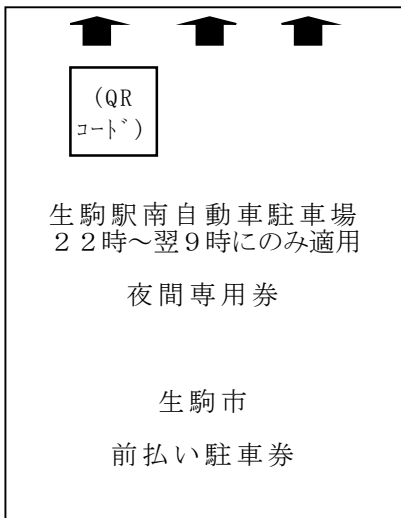 (QR
コード)
生駒駅南自動車駐車場
２２時～翌９時にのみ適用
夜間専用券
生駒市
前払い駐車券